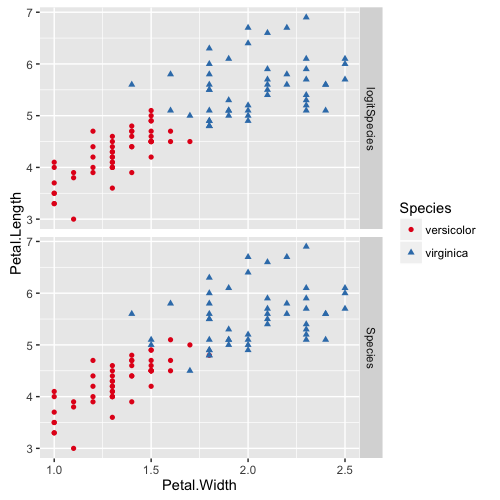 7
6
5
4
3
logitSpecies
7
6
5
4
3
Species
Petal.Length
1.0 1.5 2.0 2.5
Petal.Width
Species
versicolor
virginica